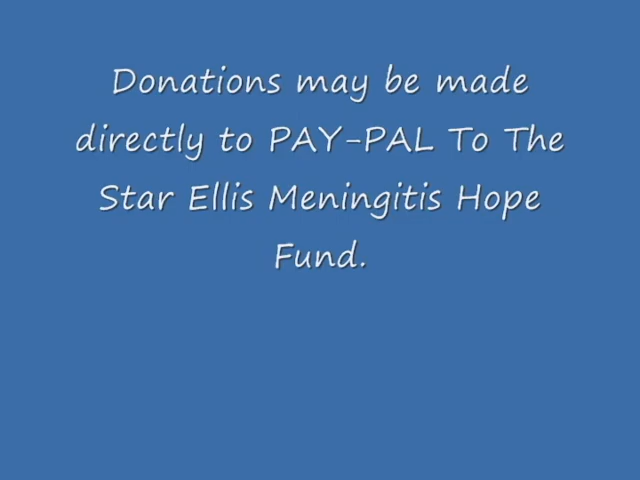 Donations may be made
directly to PAY-PAL To The
Star Ellis Meningitis Hope
Fund.